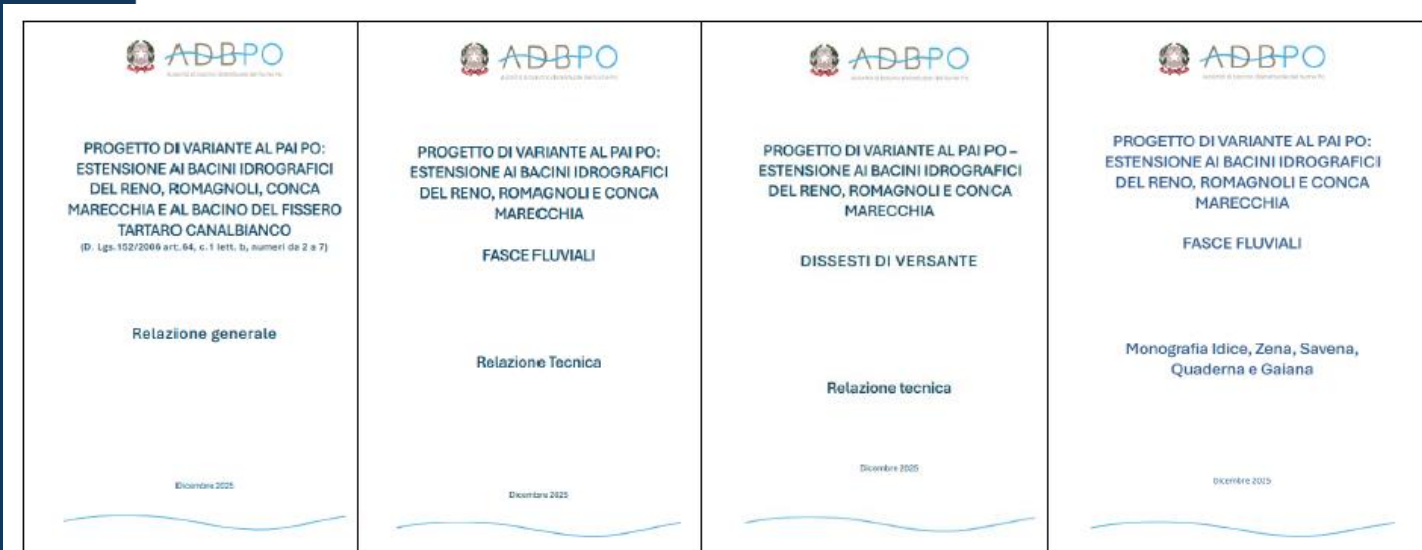 ADBPO
PROGETTO DI VARIANTE AL PAI PO:
ESTENSIONE AI BACINI IDROGRAFICI
DEL RENO, ROMAGNOLI, CONCA
MARECCHIA E AL BACINO DEL FISSERO
TARTARO CANALBIANCO
(D. Lgs.152/2006 art.64, c.1 lett. b, numeri da 2 a 7)
Relazione generale
Dicembre 2025
ADBPO
PROGETTO DI VARIANTE AL PAI PO:
ESTENSIONE AI BACINI IDROGRAFICI
DEL RENO, ROMAGNOLI E CONCA
MARECCHIA
FASCE FLUVIALI
Relazione Tecnica
Dicembre 2025
ADBPO
PROGETTO DI VARIANTE AL PAI PO –
ESTENSIONE AI BACINI IDROGRAFICI
DEL RENO, ROMAGNOLI E CONCA
MARECCHIA
DISSESTI DI VERSANTE
Relazione tecnica
Dicembre 2025
ADBPO
PROGETTO DI VARIANTE AL PAI PO:
ESTENSIONE AI BACINI IDROGRAFICI
DEL RENO, ROMAGNOLI E CONCA
MARECCHIA
FASCE FLUVIALI
Monografia Idice, Zena, Savena,
Quaderna e Gaiana
Dicembre 2025